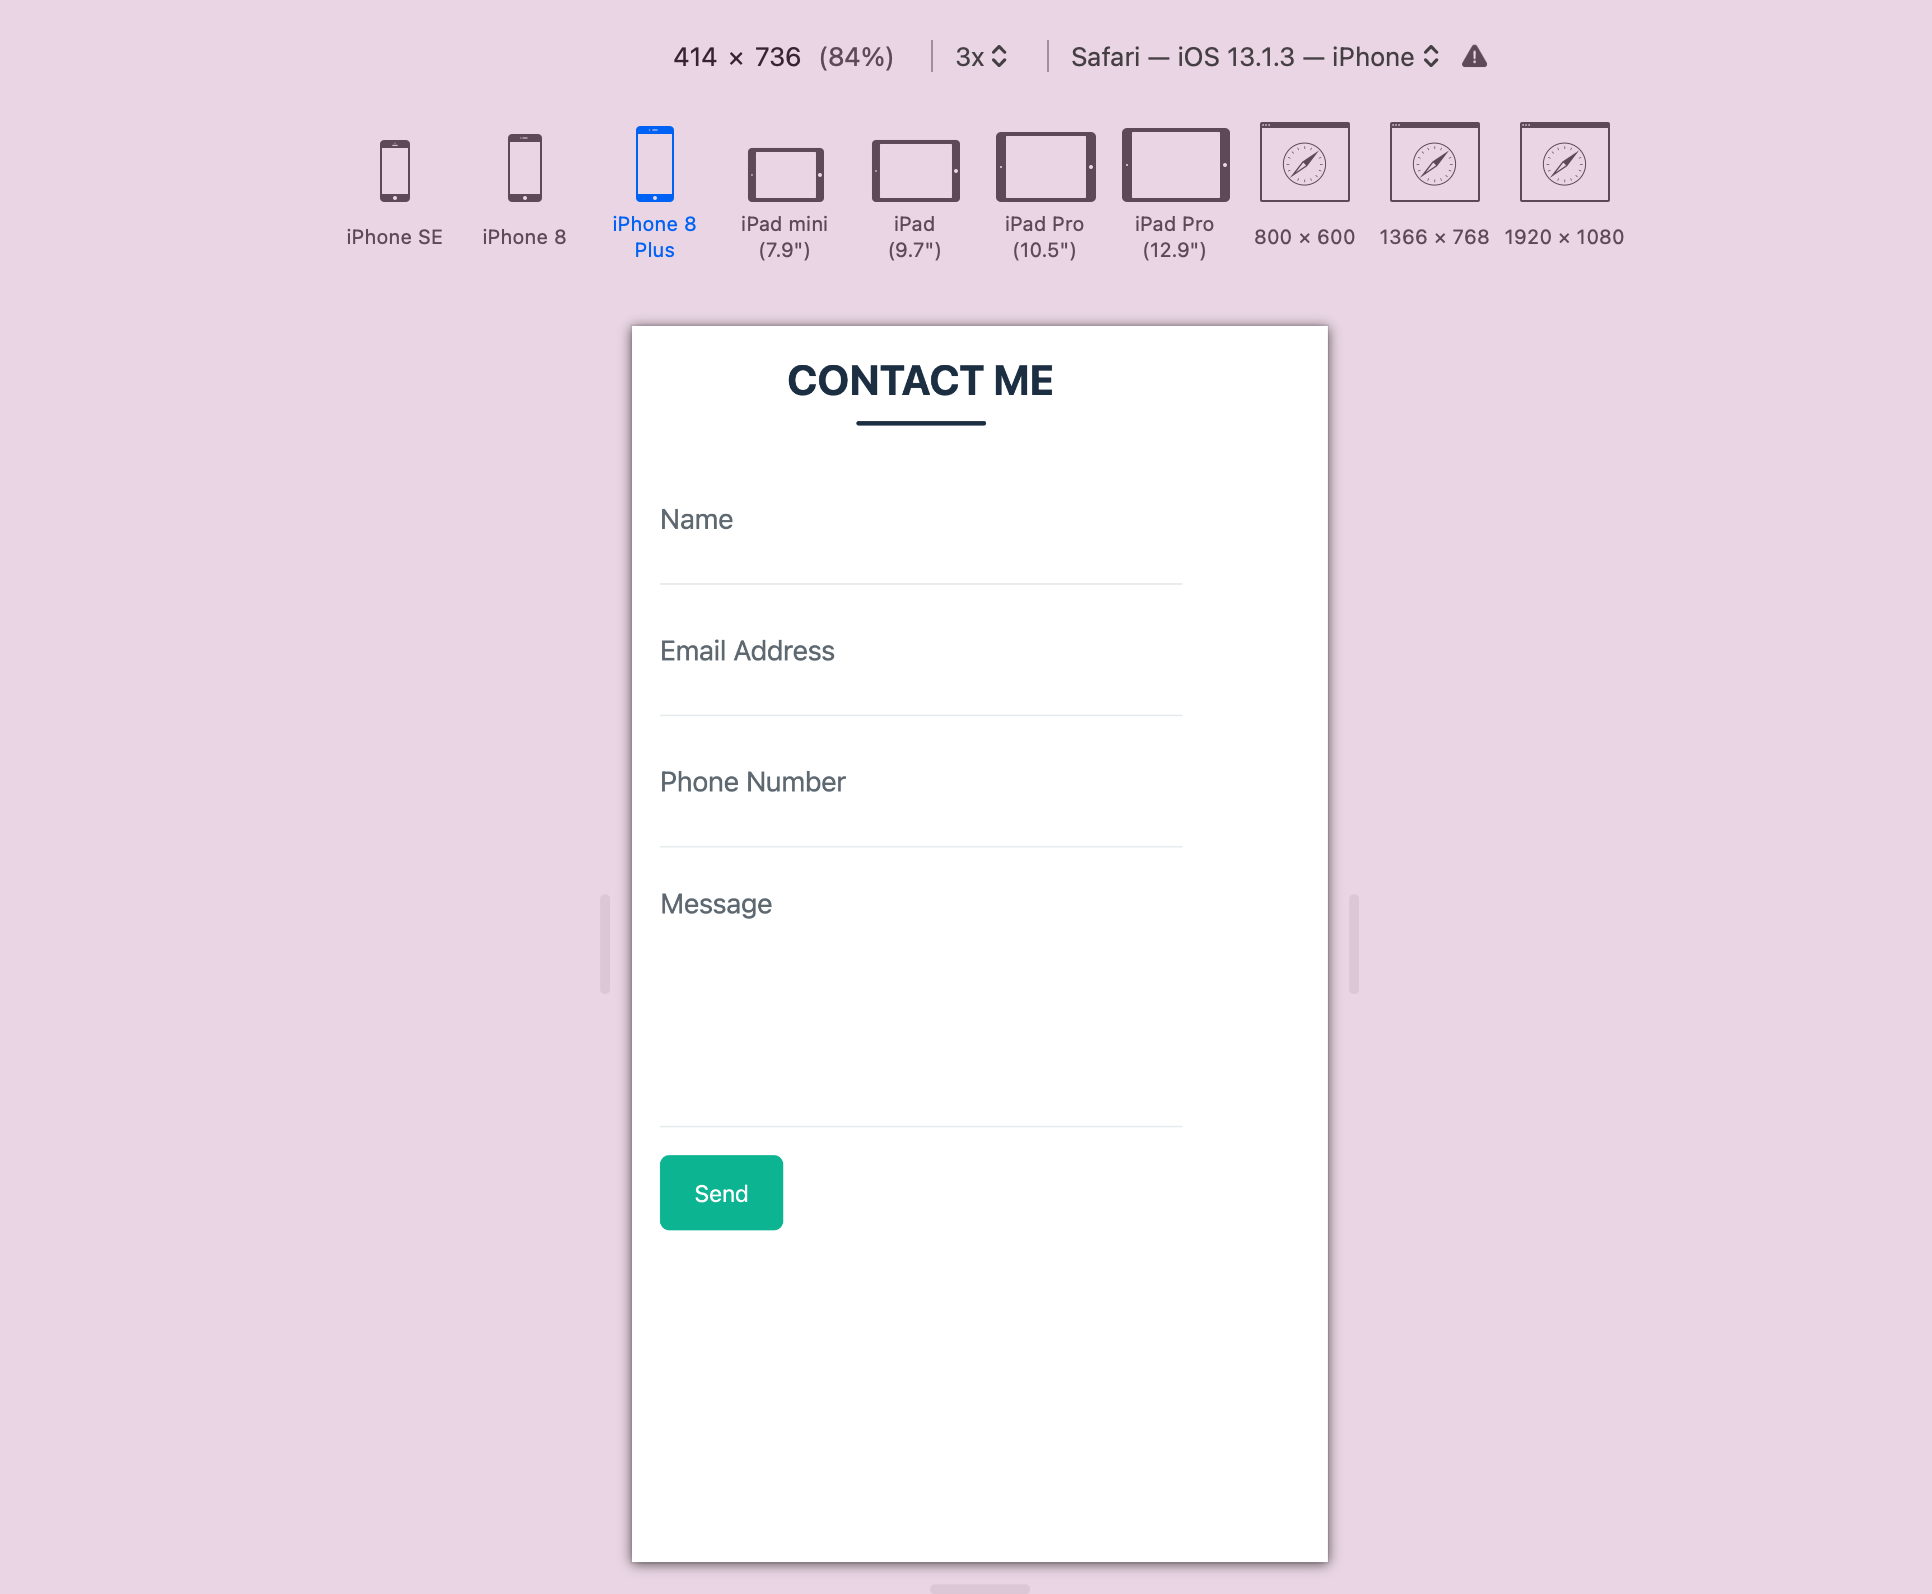 414 × 736 (84%) 3x Safari — iOS 13.1.3 — iPhone
iPhone SE
iPhone 8
iPhone 8
Plus
iPad mini
(7.9")
iPad
(9.7")
iPad Pro
(10.5")
iPad Pro
(12.9")
800 × 600
1366 × 768
1920 × 1080
CONTACT ME
Name
Email Address
Phone Number
Message
Send